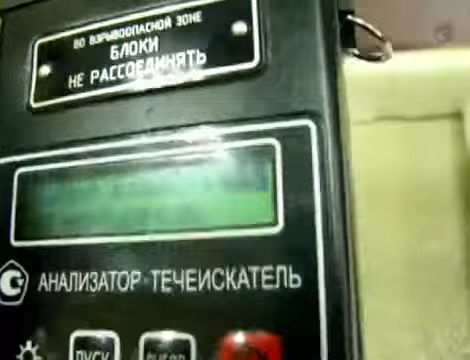 ВО ВЗРЫВООПАСНОЙ ЗОНЕ
БЛОКИ
НЕ РАССОЕДИНЯТЬ
АНАЛИЗАТОР-ТЕЧЕИСКАТЕЛЬ
ПУСК